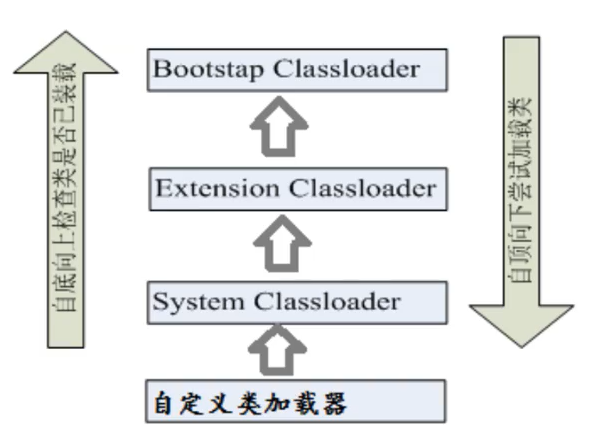 Bootstap Classloader
Extension Classloader
System Classloader
自定义类加载器
自底向上检查类是否已装载
自顶向下尝试加载类